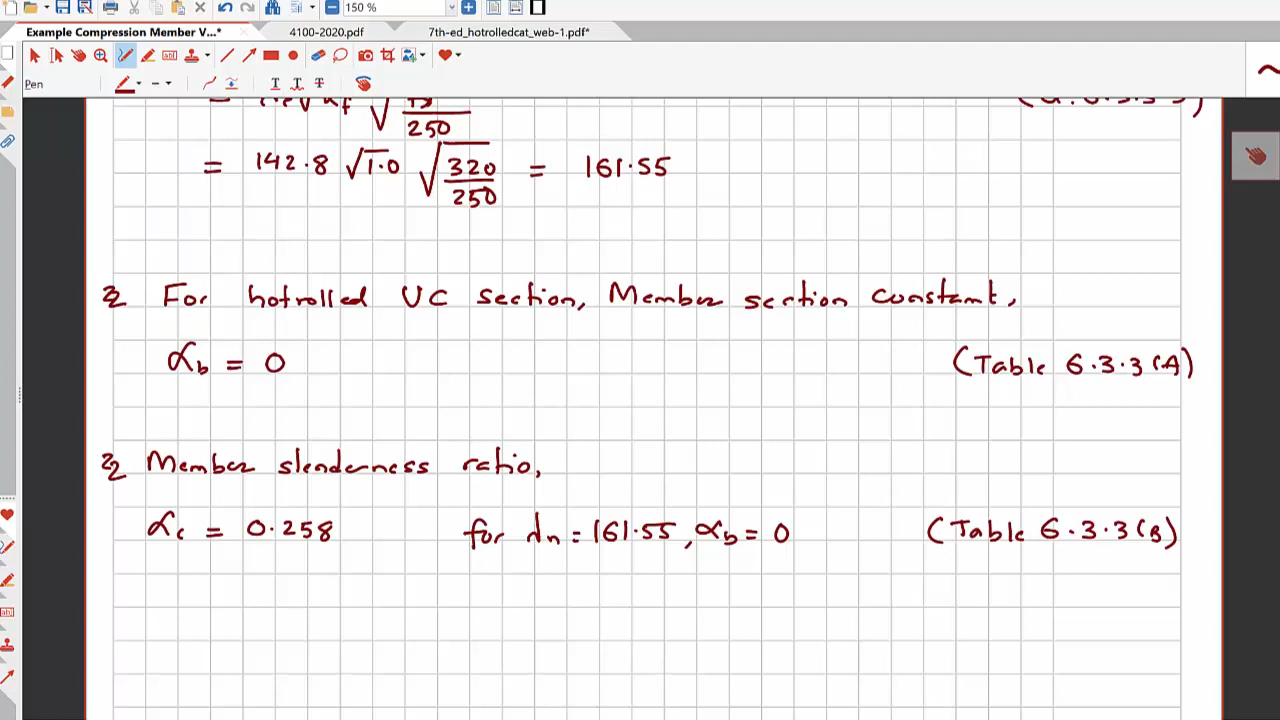 150 %
Example Compression Member V...*
4100-2020.pdf
7th-ed_hotrolledcat_web-1.pdf*
Pen
250
= 142.8 √1.0 √320/250 = 161.55
For hotrolled UC section, Member section constant,
αb = 0 (Table 6.3.3(A)
Member slenderness ratio,
αc = 0.258 for λn = 161.55, αb = 0 (Table 6.3.3(B)